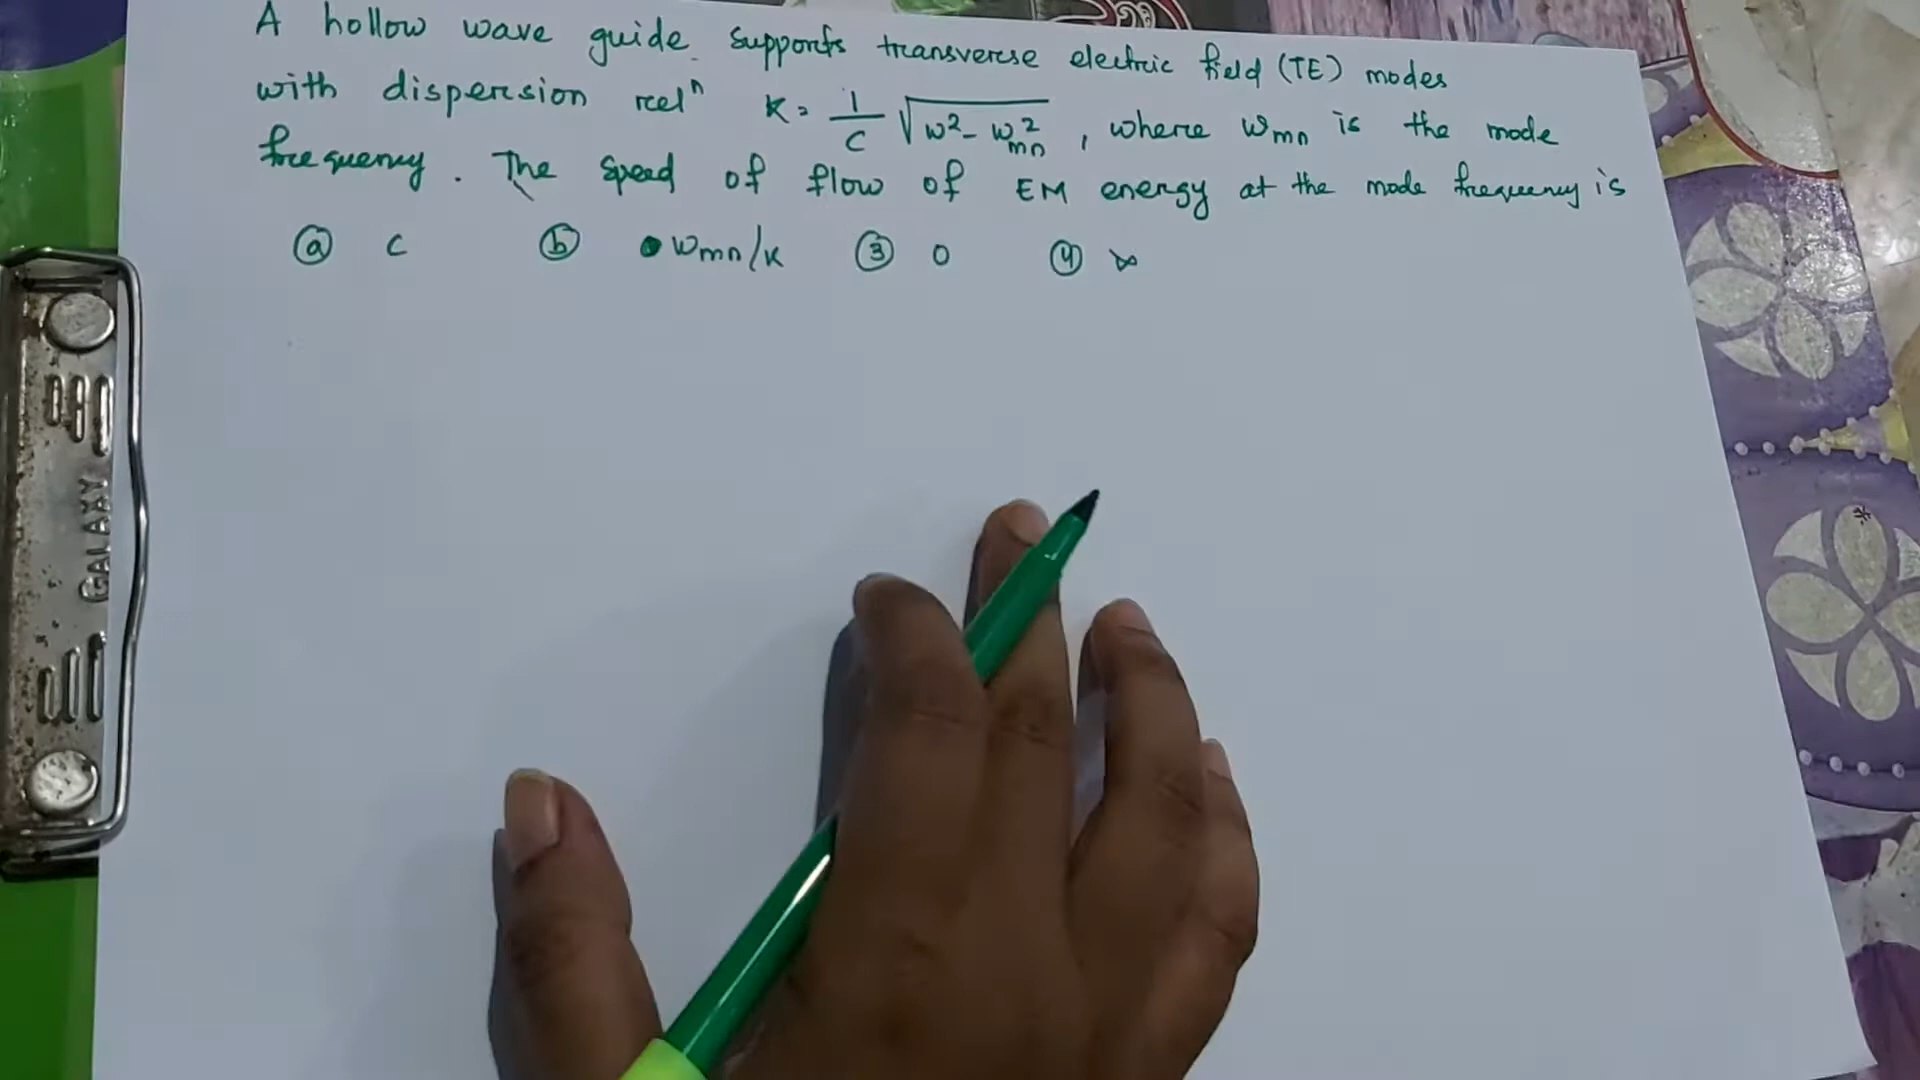 A hollow wave guide supports transverse electric field (TE) modes
with dispersion relⁿ K = 1/C √(ω² - ω²mn), where ωmn is the mode
frequency. The speed of flow of EM energy at the mode frequency is
ⓐ C ⓑ ωmn/K ③ 0 ④ ∞
GALAXY